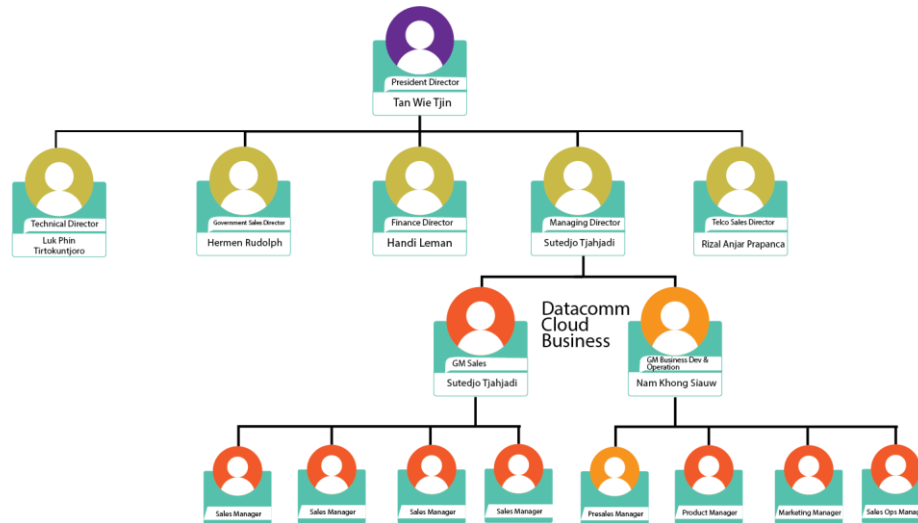 President Director
Tan Wie Tjin
Technical Director
Luk Phin
Tirtokuntjoro
Government Sales Director
Hermen Rudolph
Finance Director
Handi Leman
Managing Director
Sutedjo Tjahjadi
Telco Sales Director
Rizal Anjar Prapanca
Datacomm
Cloud
Business
GM Sales
Sutedjo Tjahjadi
GM Business Dev &
Operation
Nam Khong Siauw
Sales Manager
Sales Manager
Sales Manager
Sales Manager
Presales Manager
Product Manager
Marketing Manager
Sales Ops Mana